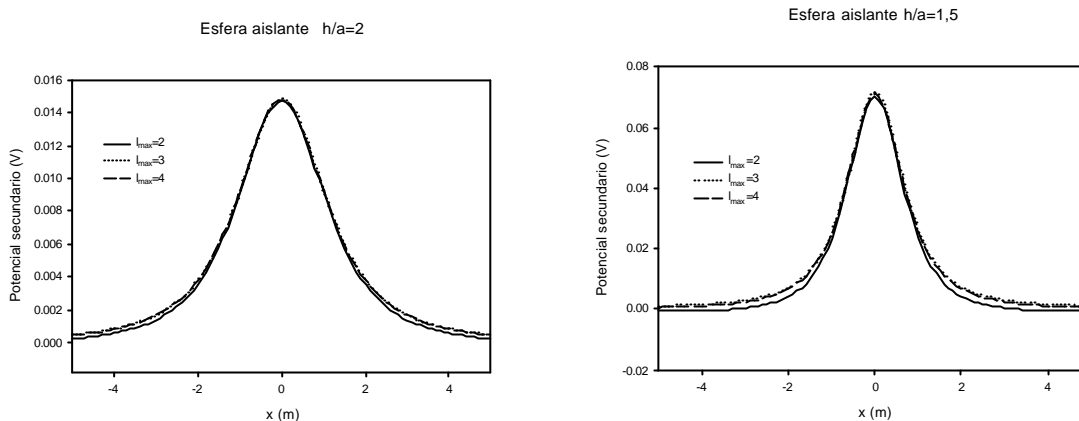 Esfera aislante h/a=2
Potencial secundario (V)
0.016
0.014
0.012
0.010
0.008
0.006
0.004
0.002
0.000
lmax=2
lmax=3
lmax=4
-4
-2
0
2
4
x (m)
Esfera aislante h/a=1,5
Potencial secundario (V)
0.08
0.06
0.04
0.02
0.00
-0.02
lmax=2
lmax=3
lmax=4
-4
-2
0
2
4
x (m)